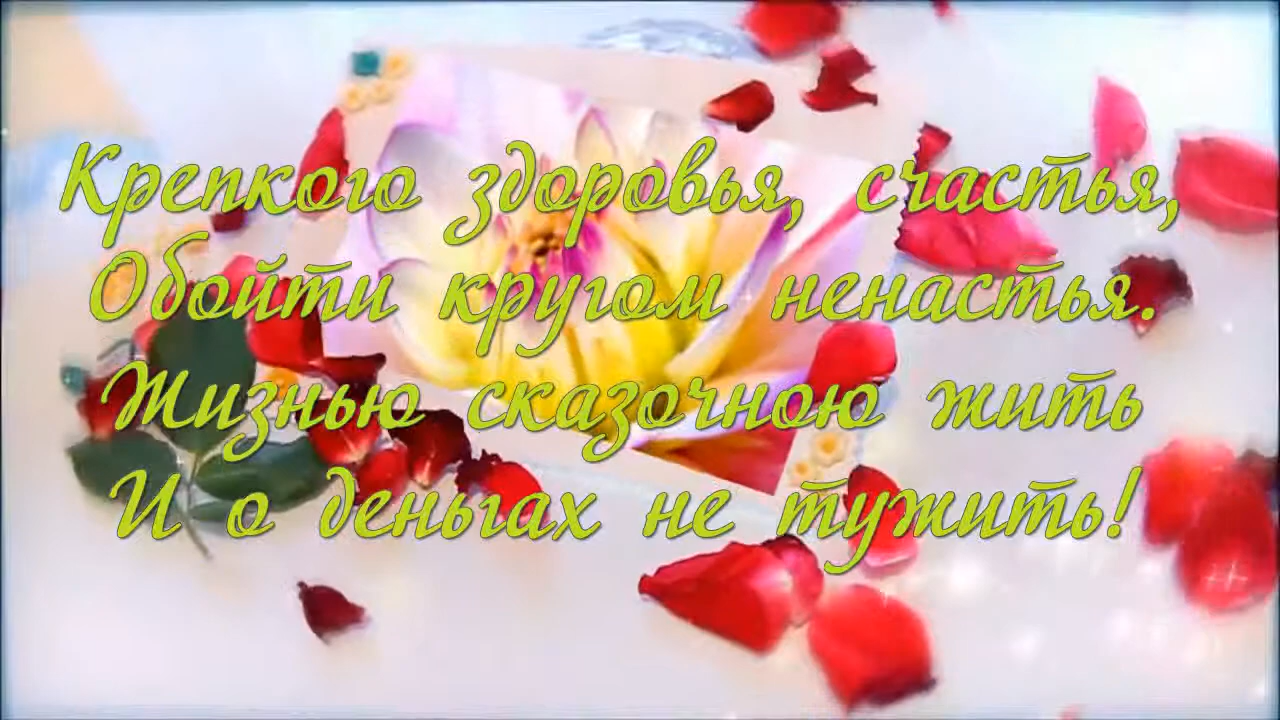 Крепкого здоровья, счастья,
Обойти кругом ненастья.
Жизнью сказочною жить
И о деньгах не тужить!